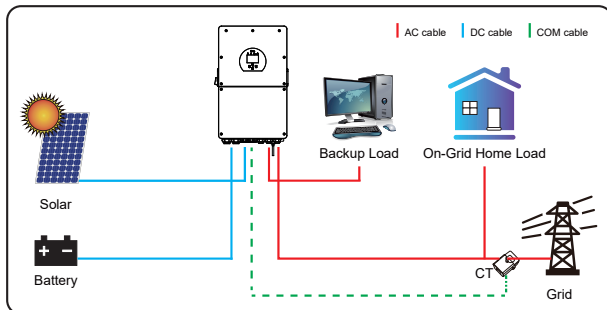 AC cable
DC cable
COM cable
Backup Load
On-Grid Home Load
Solar
Battery
CT
Grid